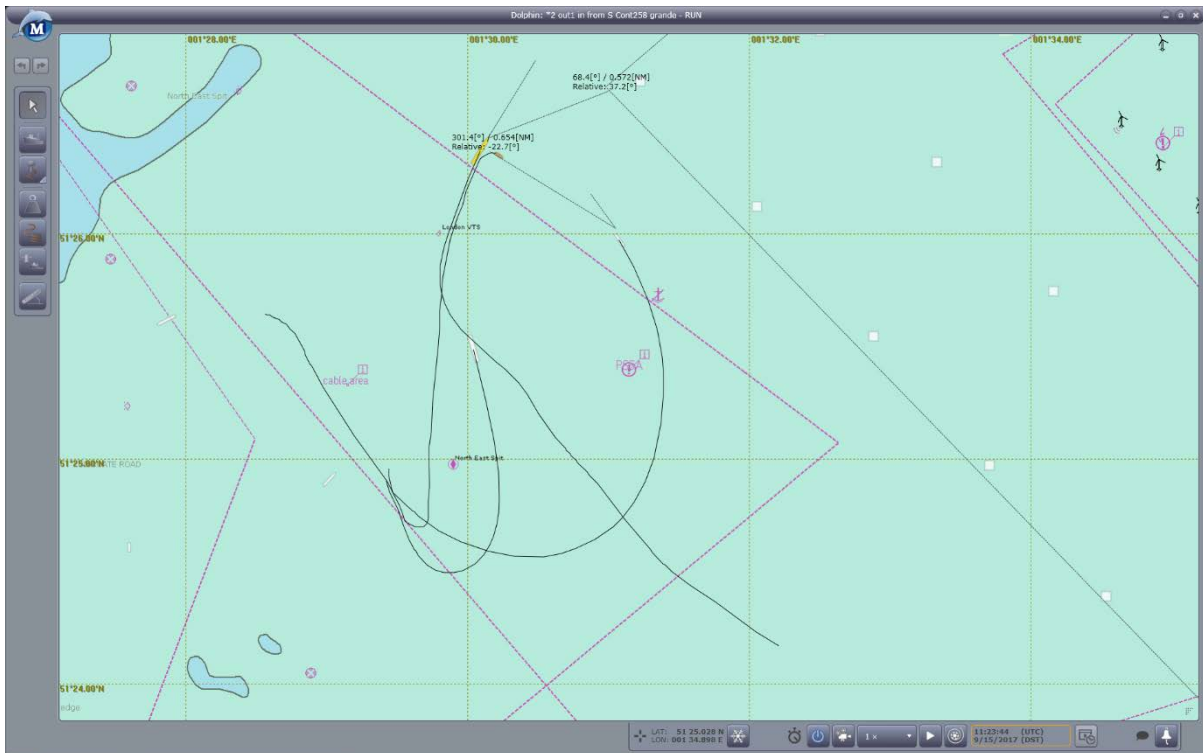 Dolphin: "2 out1 in from S Cont258 grande - RUN
M
001°28.00'E
001°30.00'E
001°32.00'E
001°34.00'E
68.4[°] / 0.572[NM]
Relative: 37.2[°]
North East Spit
301.4[°] / 0.654[NM]
Relative: -22.7[°]
London VTS
51°26.00'N
cable area
51°25.00'N
ATE ROAD
North East Spit
51°24.00'N
edge
LAT: 51 25.028 N
LON: 001 34.898 E
1 x
11:23:44 (UTC)
9/15/2017 (DST)